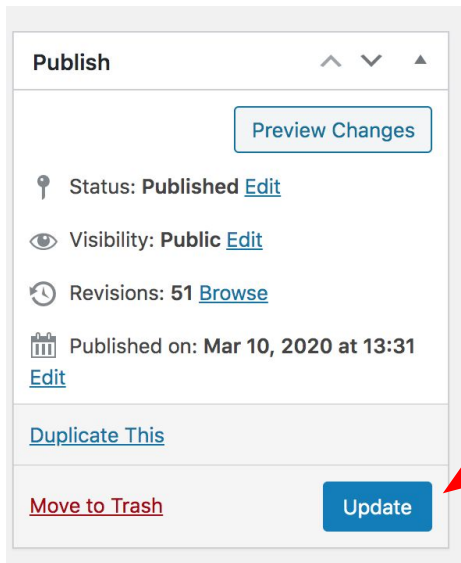 Publish
Preview Changes
Status: Published Edit
Visibility: Public Edit
Revisions: 51 Browse
Published on: Mar 10, 2020 at 13:31
Edit
Duplicate This
Move to Trash
Update